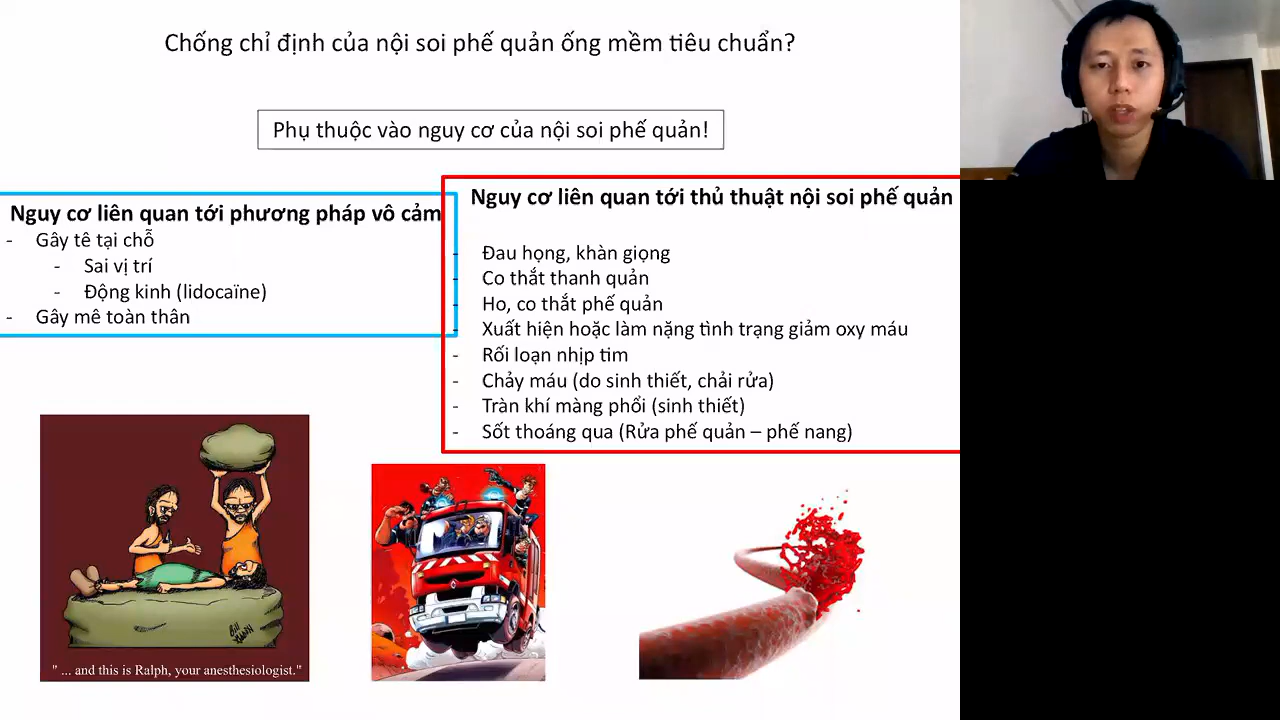 Chống chỉ định của nội soi phế quản ống mềm tiêu chuẩn?
Phụ thuộc vào nguy cơ của nội soi phế quản!
Nguy cơ liên quan tới phương pháp vô cảm
- Gây tê tại chỗ
- Sai vị trí
- Động kinh (lidocaïne)
- Gây mê toàn thân
Nguy cơ liên quan tới thủ thuật nội soi phế quản
- Đau họng, khàn giọng
- Co thắt thanh quản
- Ho, co thắt phế quản
- Xuất hiện hoặc làm nặng tình trạng giảm oxy máu
- Rối loạn nhịp tim
- Chảy máu (do sinh thiết, chải rửa)
- Tràn khí màng phổi (sinh thiết)
- Sốt thoáng qua (Rửa phế quản – phế nang)
" ... and this is Ralph, your anesthesiologist."